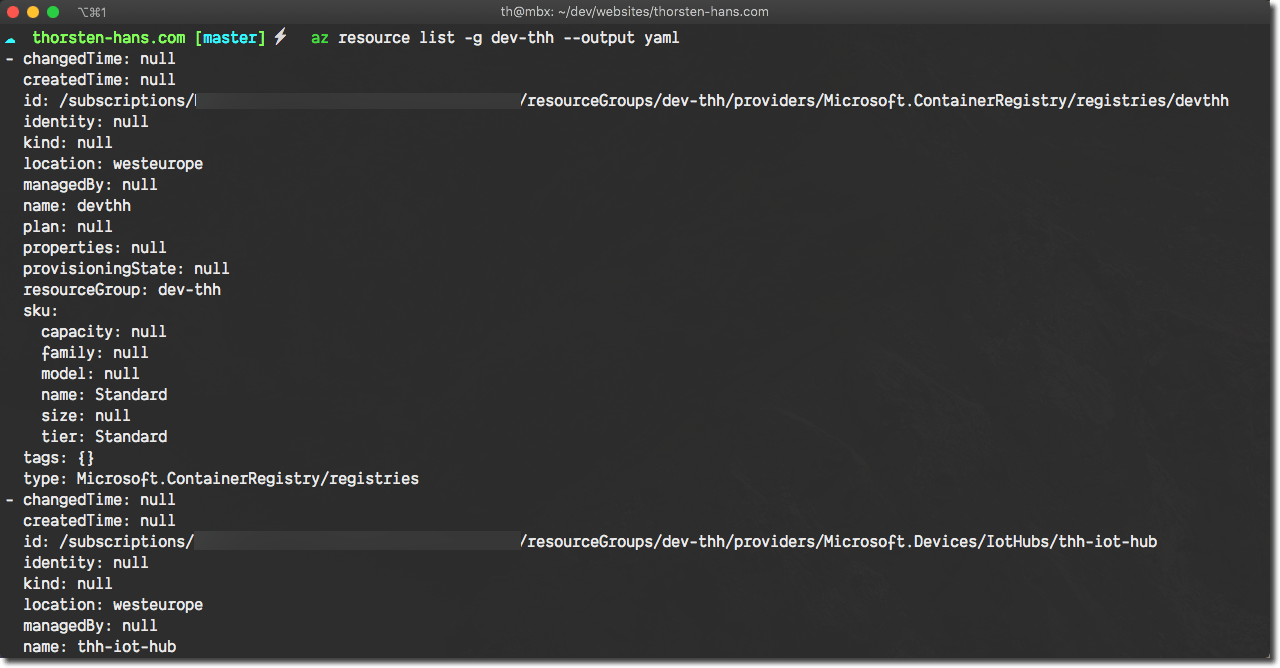 ⌥⌘1
th@mbx: ~/dev/websites/thorsten-hans.com
thorsten-hans.com [master] ⚡ az resource list -g dev-thh --output yaml
- changedTime: null
  createdTime: null
  id: /subscriptions/ /resourceGroups/dev-thh/providers/Microsoft.ContainerRegistry/registries/devthh
  identity: null
  kind: null
  location: westeurope
  managedBy: null
  name: devthh
  plan: null
  properties: null
  provisioningState: null
  resourceGroup: dev-thh
  sku:
    capacity: null
    family: null
    model: null
    name: Standard
    size: null
    tier: Standard
  tags: {}
  type: Microsoft.ContainerRegistry/registries
- changedTime: null
  createdTime: null
  id: /subscriptions/ /resourceGroups/dev-thh/providers/Microsoft.Devices/IotHubs/thh-iot-hub
  identity: null
  kind: null
  location: westeurope
  managedBy: null
  name: thh-iot-hub